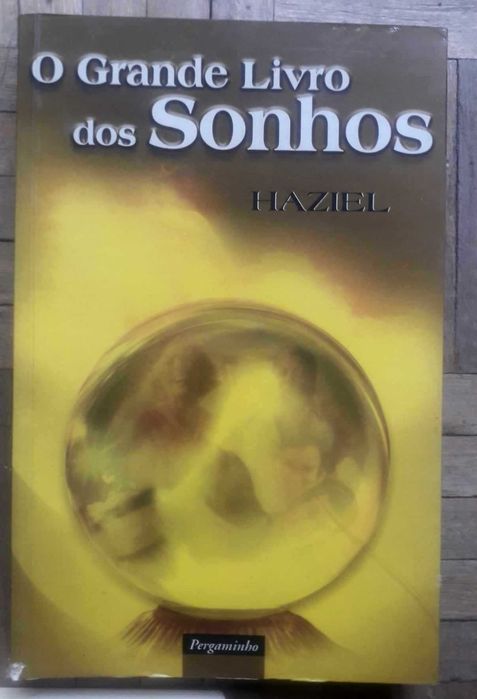 O Grande Livro
dos Sonhos
HAZIEL
Pergaminho